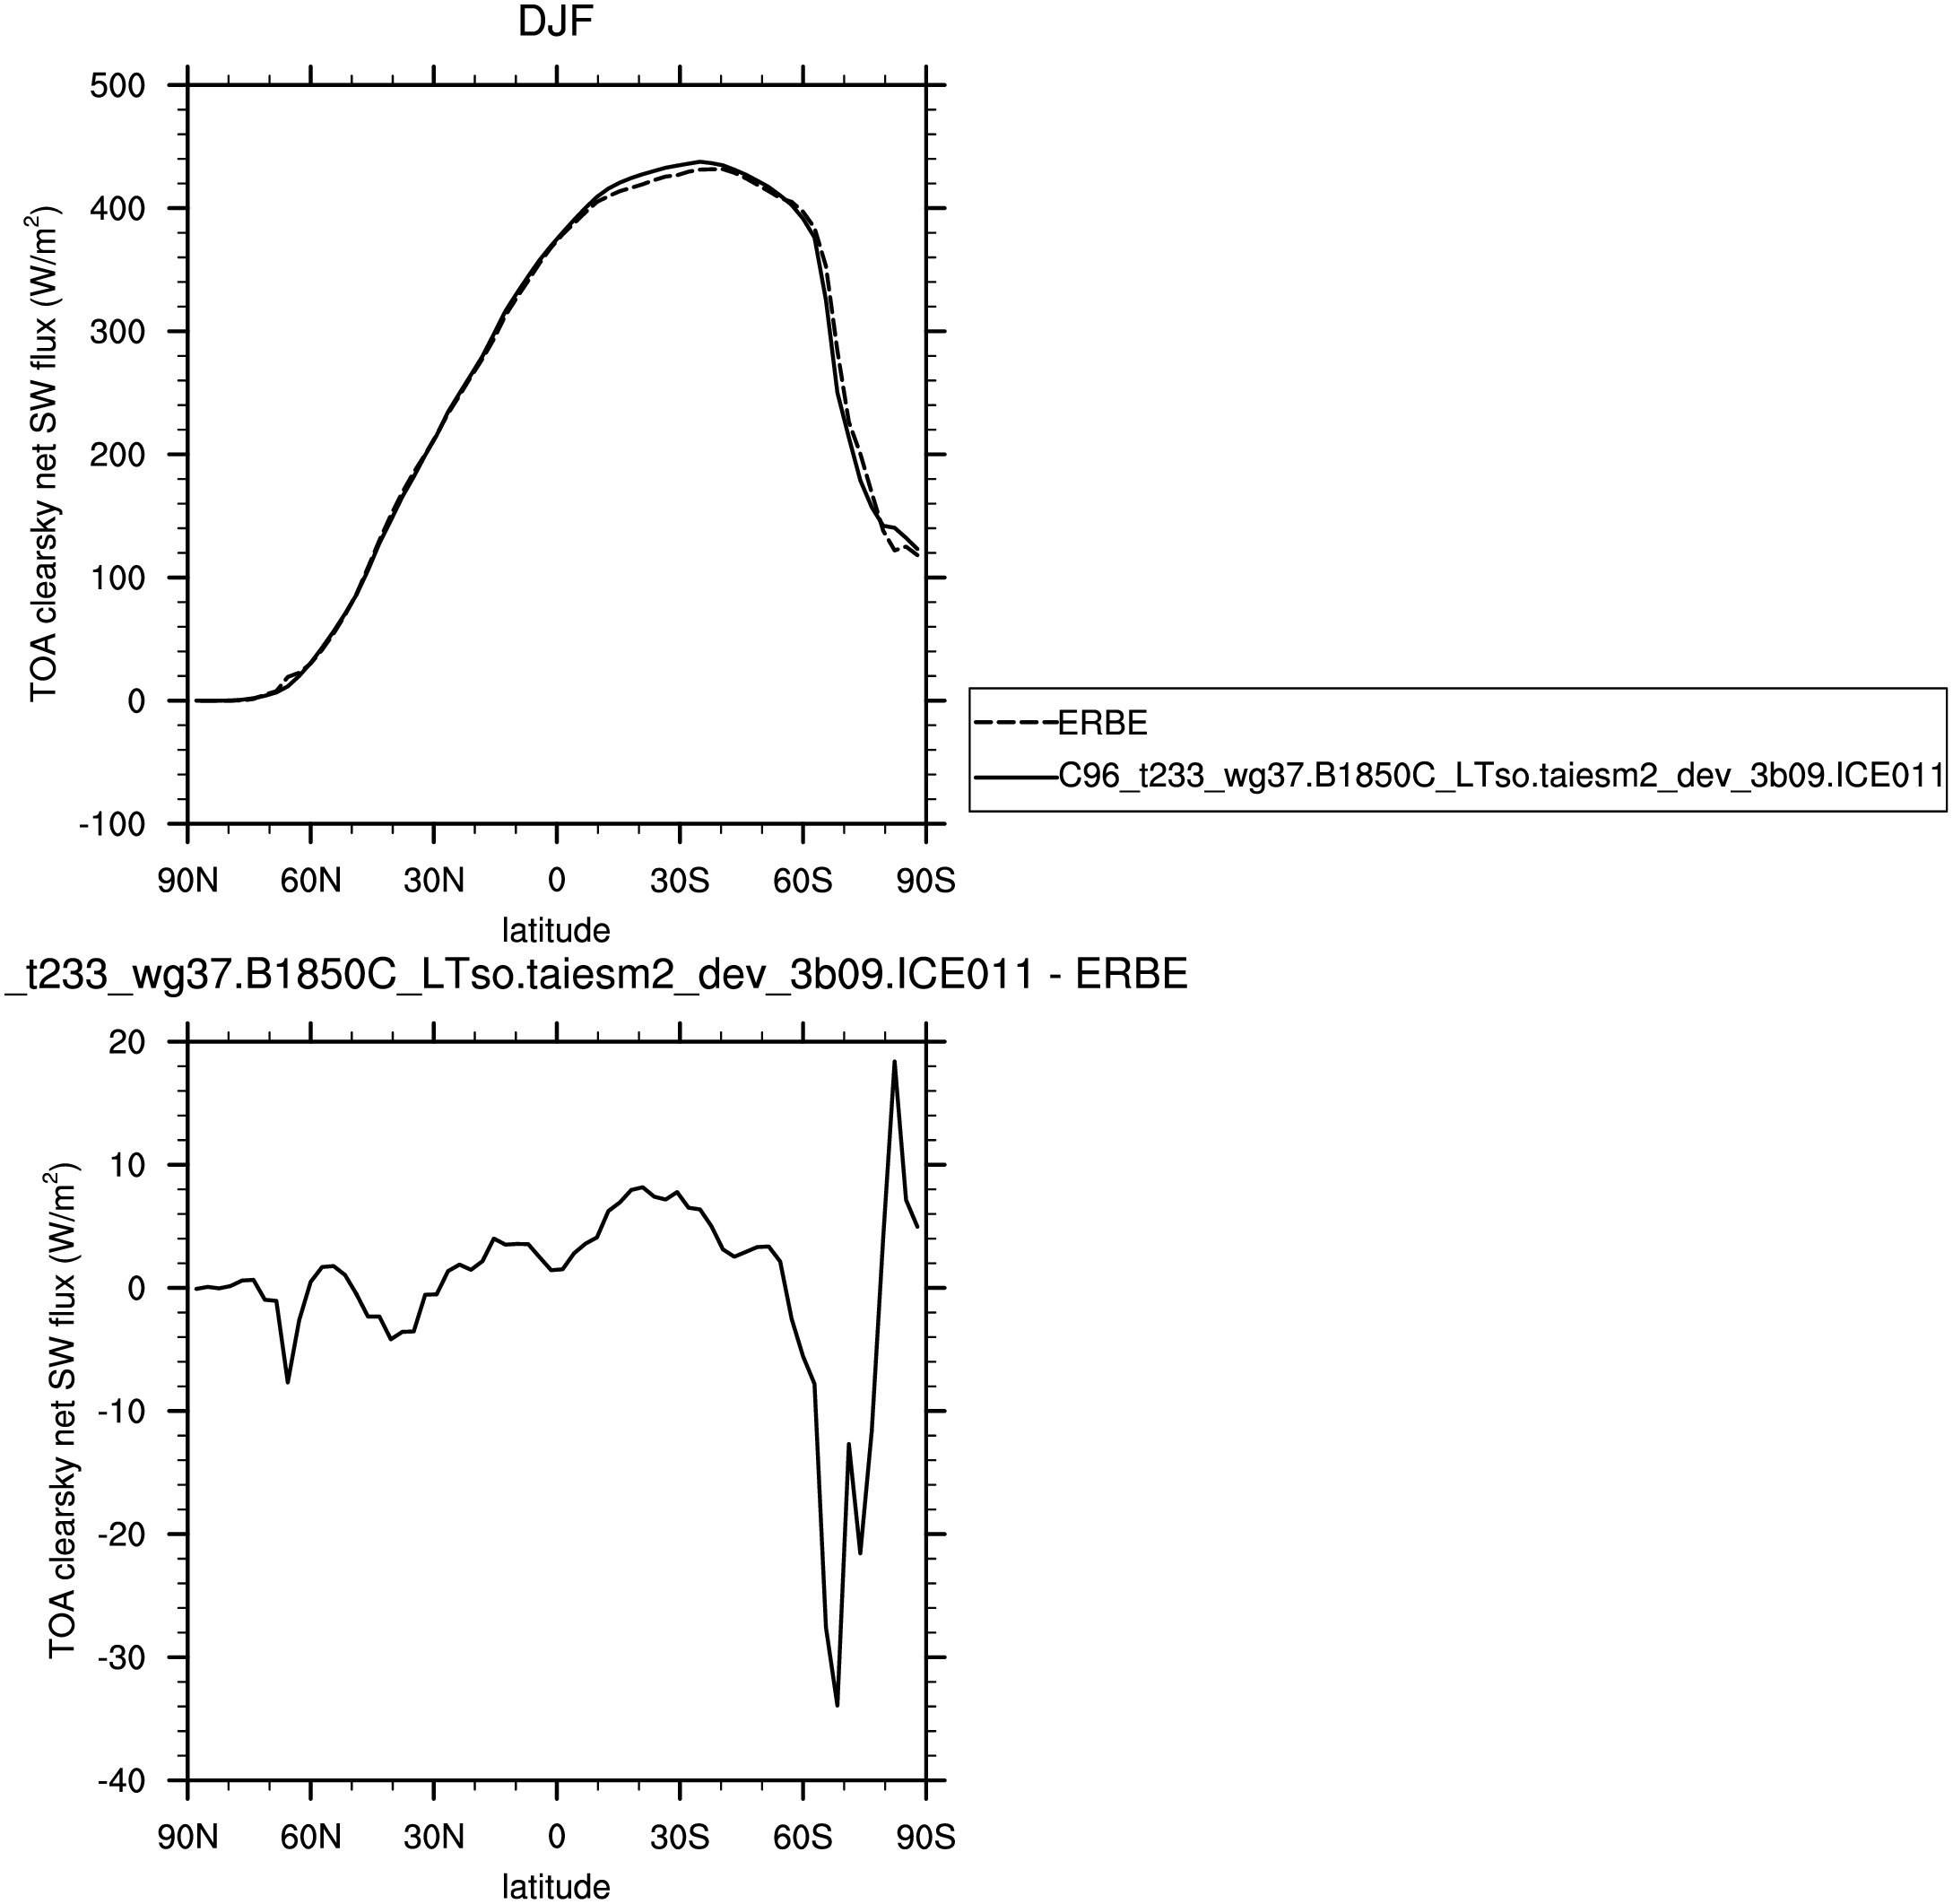 DJF
500
400
300
200
100
0
-100
TOA clearsky net SW flux (W/m²)
90N 60N 30N 0 30S 60S 90S
latitude
ERBE
C96_t233_wg37.B1850C_LTso.taiesm2_dev_3b09.ICE011
_t233_wg37.B1850C_LTso.taiesm2_dev_3b09.ICE011 - ERBE
20
10
0
-10
-20
-30
-40
TOA clearsky net SW flux (W/m²)
90N 60N 30N 0 30S 60S 90S
latitude